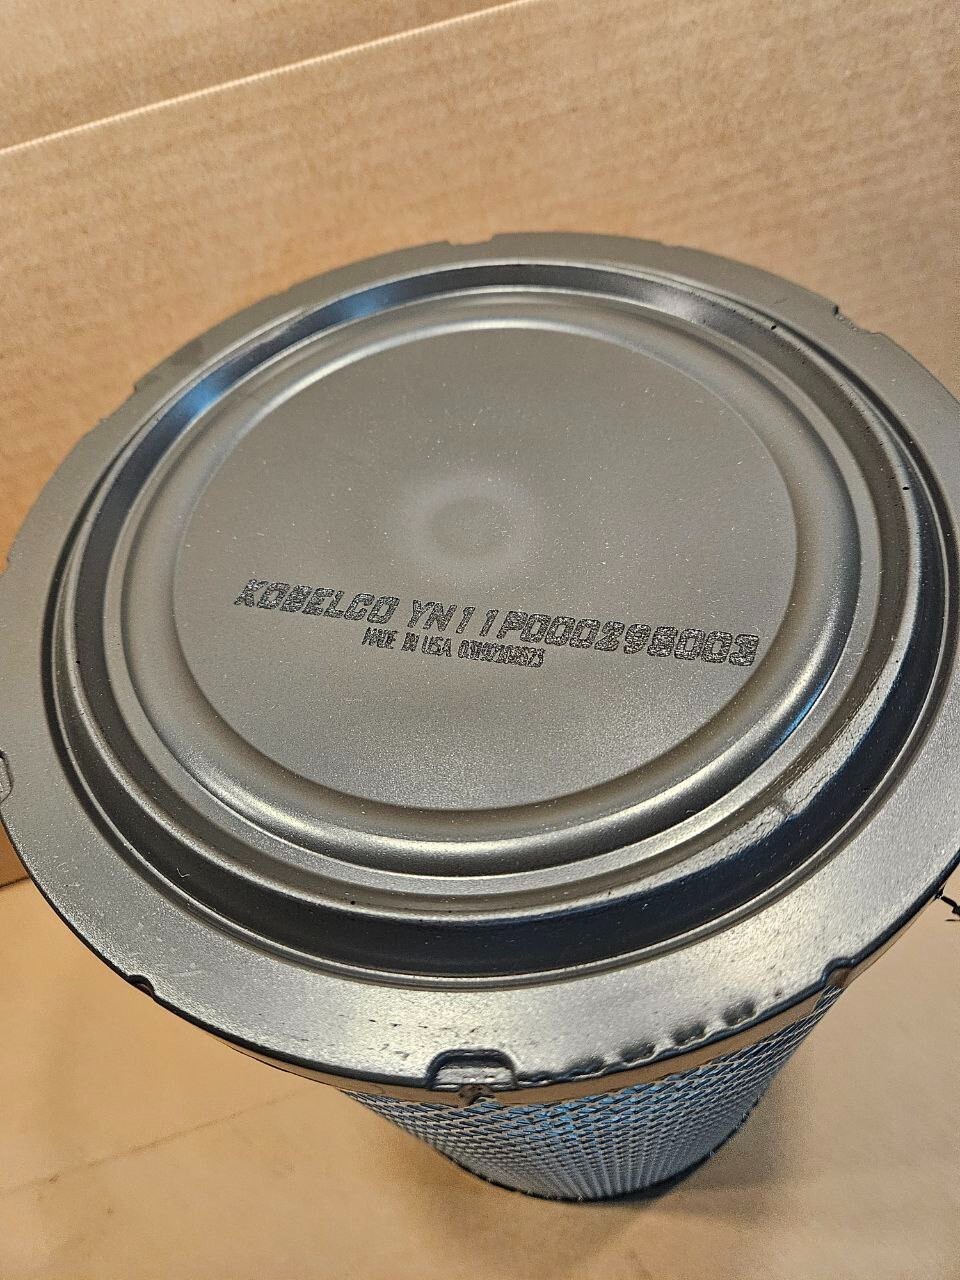 KOBELCO YN11P00029S003
MADE IN USA